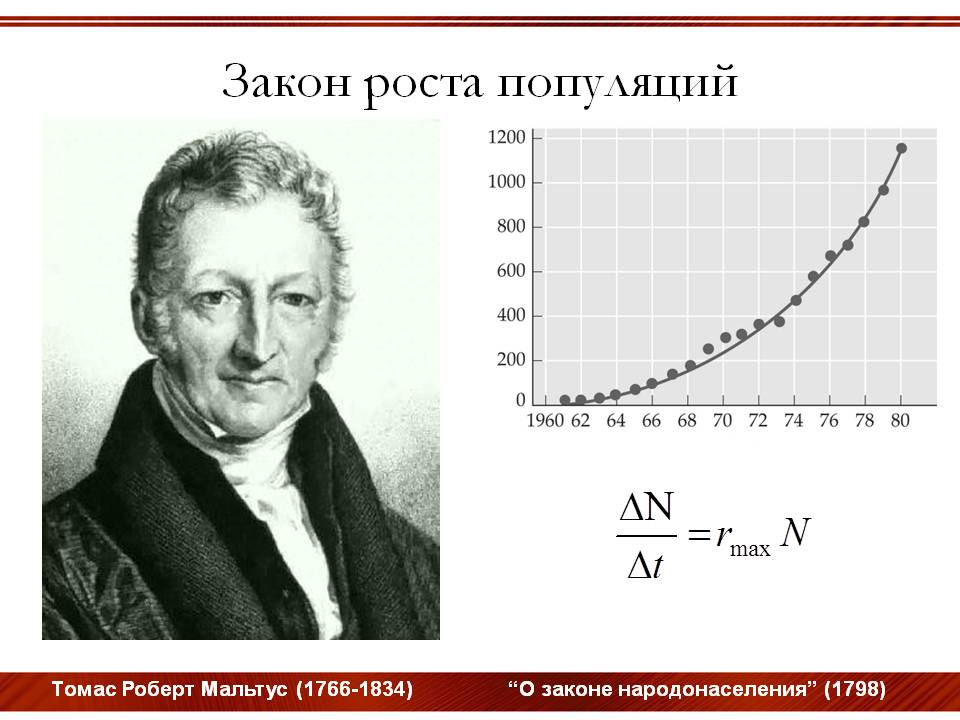 Закон роста популяций
1200
1000
800
600
400
200
0
1960 62 64 66 68 70 72 74 76 78 80
ΔN
Δt
= rmax N
Томас Роберт Мальтус (1766-1834)
“О законе народонаселения” (1798)